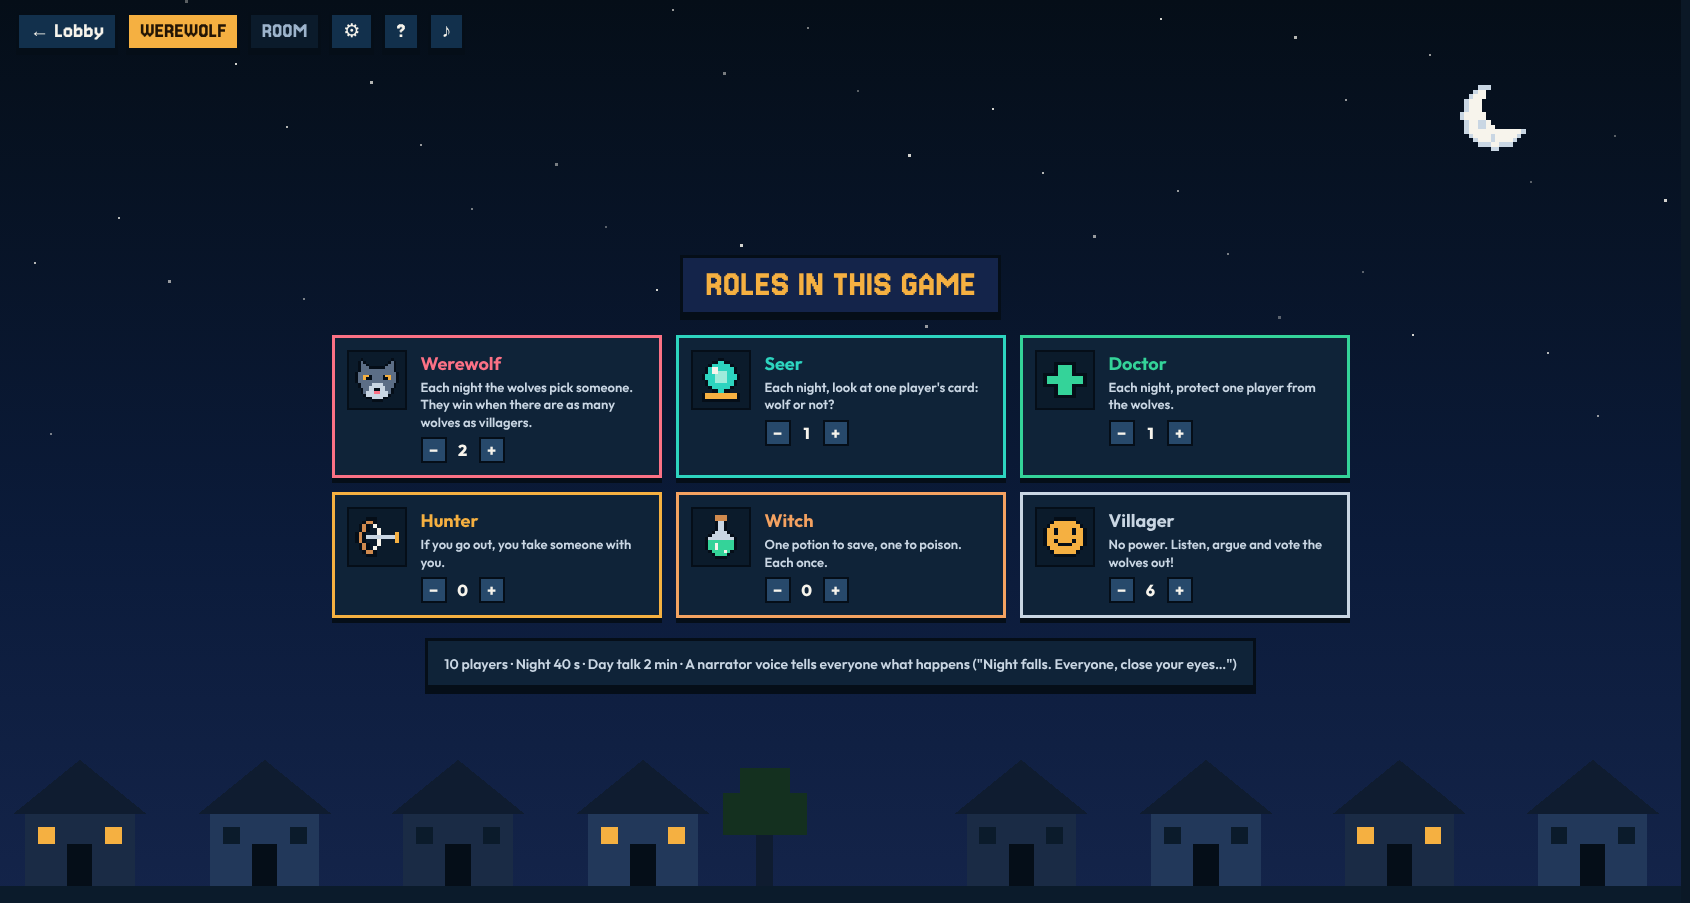 ← Lobby WEREWOLF ROOM ⚙ ? ♪
ROLES IN THIS GAME
Werewolf
Each night the wolves pick someone.
They win when there are as many
wolves as villagers.
− 2 +
Seer
Each night, look at one player's card:
wolf or not?
− 1 +
Doctor
Each night, protect one player from
the wolves.
− 1 +
Hunter
If you go out, you take someone with
you.
− 0 +
Witch
One potion to save, one to poison.
Each once.
− 0 +
Villager
No power. Listen, argue and vote the
wolves out!
− 6 +
10 players · Night 40 s · Day talk 2 min · A narrator voice tells everyone what happens ("Night falls. Everyone, close your eyes...")